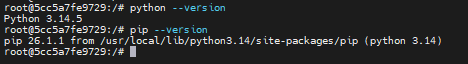 root@5cc5a7fe9729:/# python --version
Python 3.14.5
root@5cc5a7fe9729:/# pip --version
pip 26.1.1 from /usr/local/lib/python3.14/site-packages/pip (python 3.14)
root@5cc5a7fe9729:/#